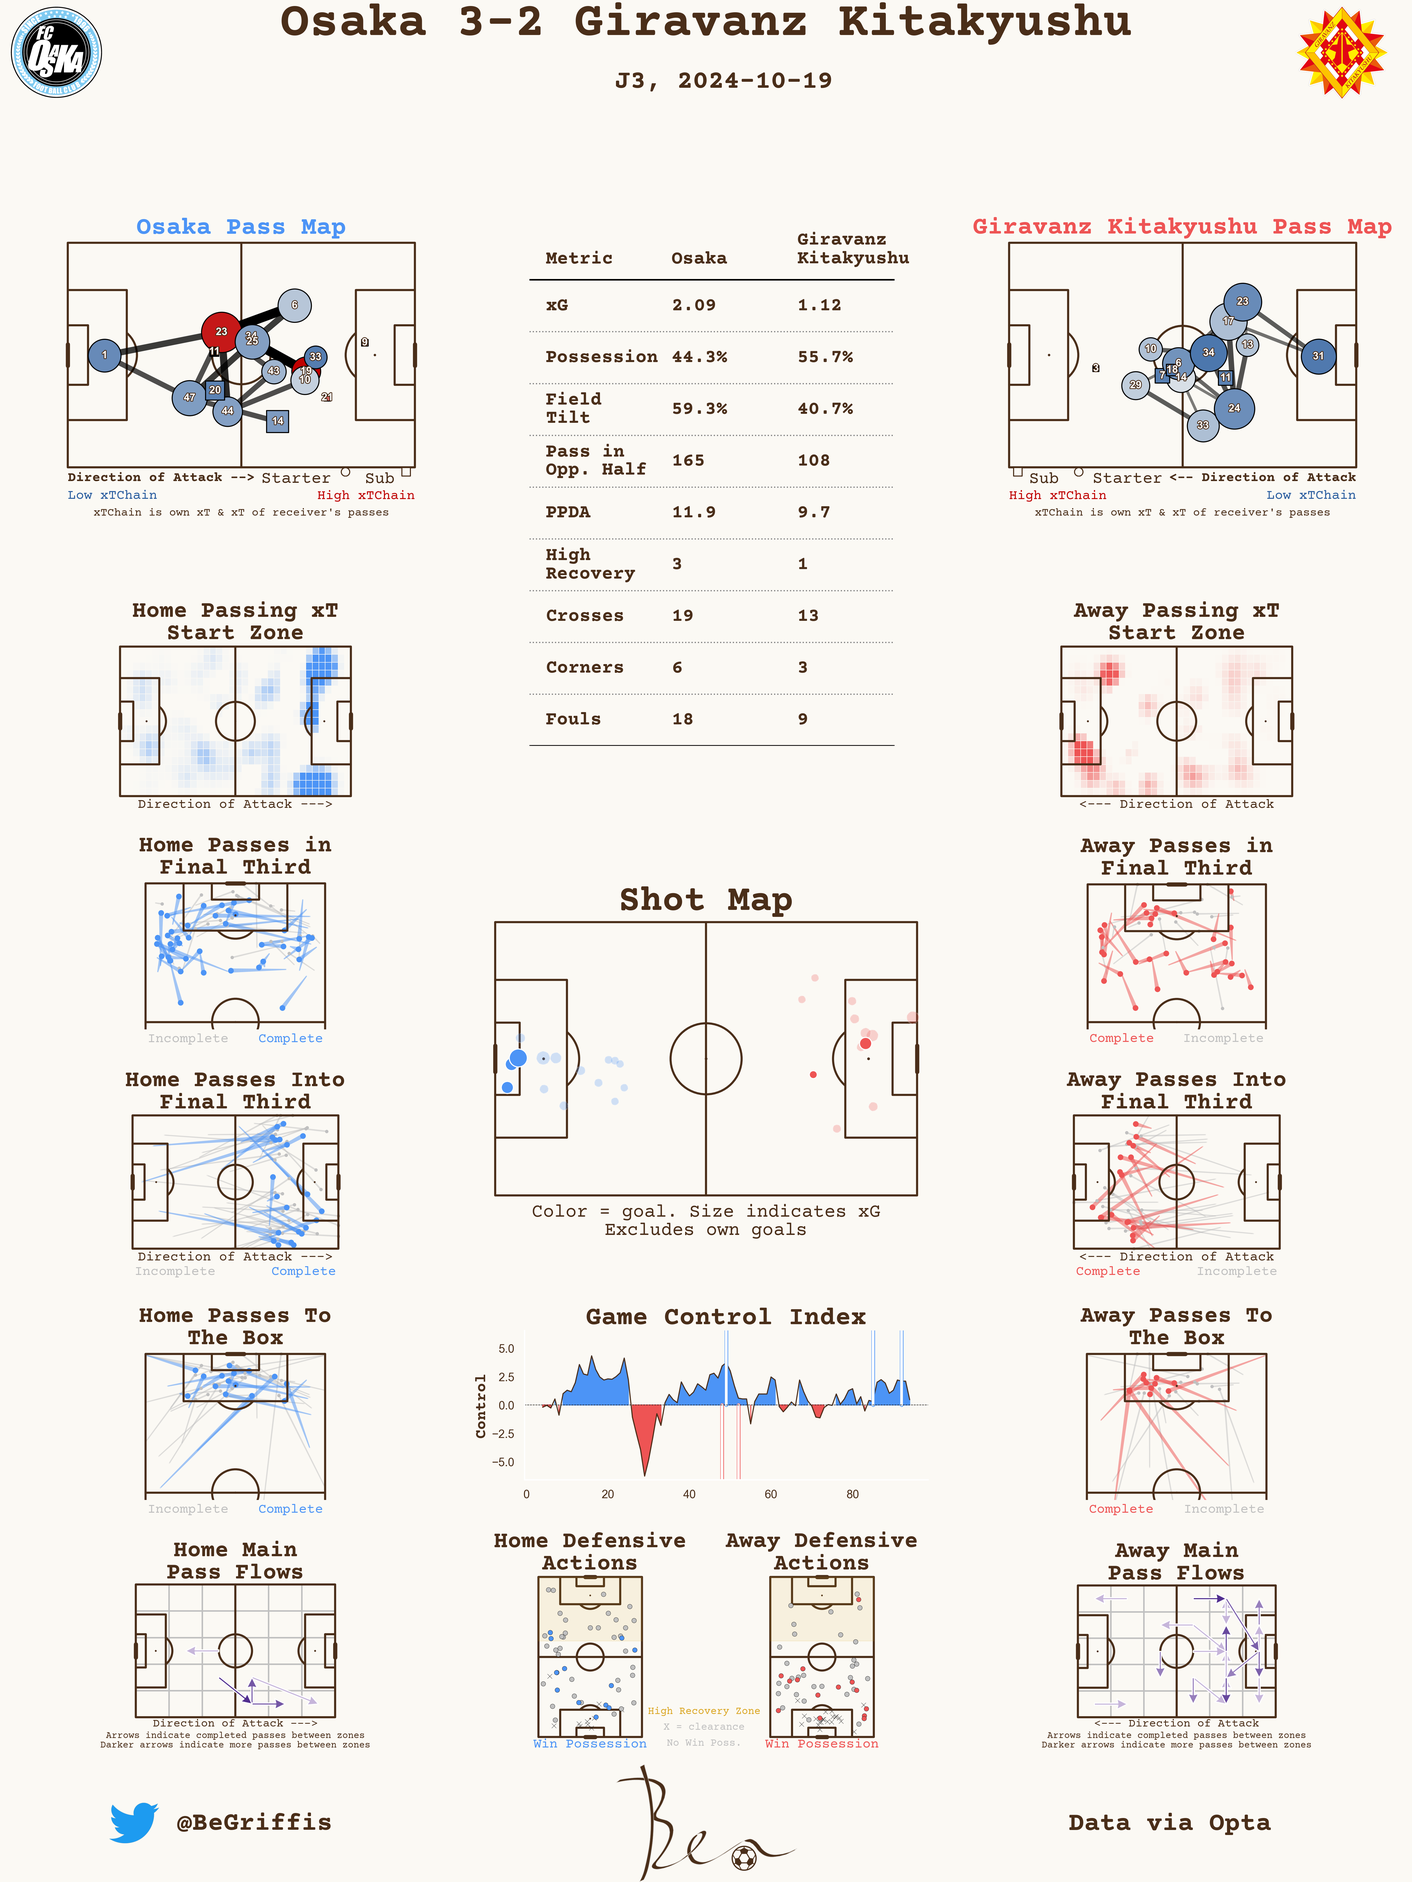 Osaka 3-2 Giravanz Kitakyushu
J3, 2024-10-19
FC
OSAKA
FOOTBALL CLUB
GIRAVANZ
KITAKYUSHU
Osaka Pass Map
1
23
11
34
25
6
33
19
10
43
9
47
20
44
14
21
Direction of Attack --> Starter Sub
Low xTChain High xTChain
xTChain is own xT & xT of receiver's passes
Metric Osaka Giravanz Kitakyushu
xG 2.09 1.12
Possession 44.3% 55.7%
Field Tilt 59.3% 40.7%
Pass in Opp. Half 165 108
PPDA 11.9 9.7
High Recovery 3 1
Crosses 19 13
Corners 6 3
Fouls 18 9
Giravanz Kitakyushu Pass Map
23
17
10
34
13
31
6
3
7
18
14
11
29
24
33
Sub Starter <-- Direction of Attack
High xTChain Low xTChain
xTChain is own xT & xT of receiver's passes
Home Passing xT
Start Zone
Direction of Attack --->
Away Passing xT
Start Zone
<--- Direction of Attack
Home Passes in
Final Third
Incomplete Complete
Away Passes in
Final Third
Complete Incomplete
Shot Map
Color = goal. Size indicates xG
Excludes own goals
Home Passes Into
Final Third
Direction of Attack --->
Incomplete Complete
Away Passes Into
Final Third
<--- Direction of Attack
Complete Incomplete
Home Passes To
The Box
Incomplete Complete
Game Control Index
Control
5.0
2.5
0.0
−2.5
−5.0
0 20 40 60 80
Away Passes To
The Box
Complete Incomplete
Home Main
Pass Flows
Direction of Attack --->
Arrows indicate completed passes between zones
Darker arrows indicate more passes between zones
Home Defensive
Actions
Win Possession
High Recovery Zone
X = clearance
No Win Poss.
Away Defensive
Actions
Win Possession
Away Main
Pass Flows
<--- Direction of Attack
Arrows indicate completed passes between zones
Darker arrows indicate more passes between zones
@BeGriffis
Ben
Data via Opta